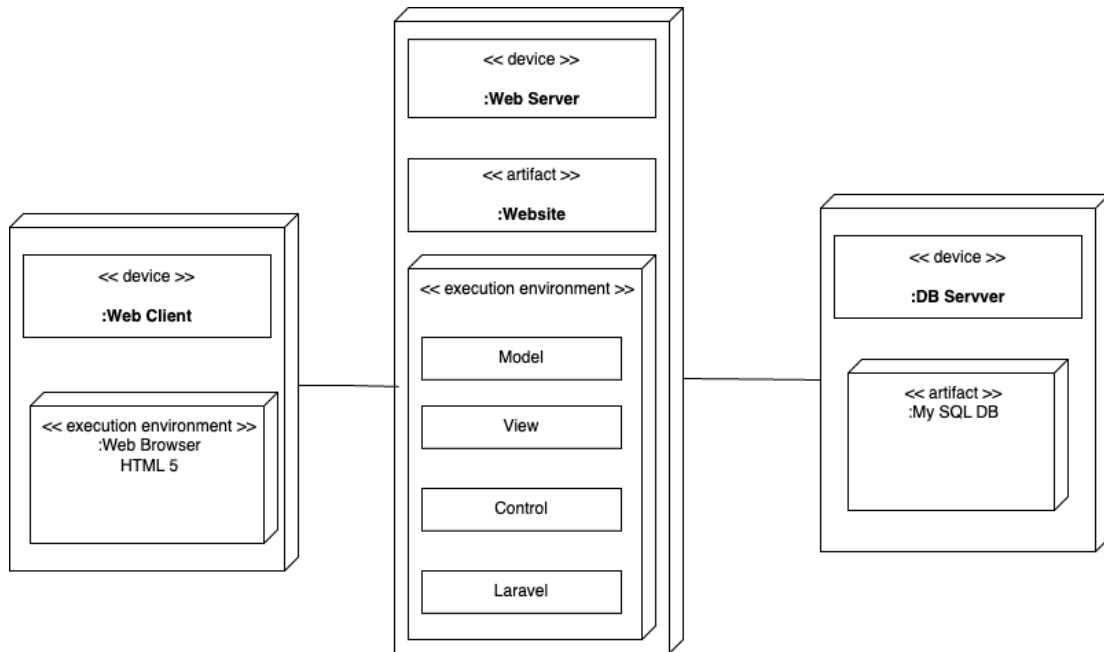 << device >>
:Web Client
<< execution environment >>
:Web Browser
HTML 5
<< device >>
:Web Server
<< artifact >>
:Website
<< execution environment >>
Model
View
Control
Laravel
<< device >>
:DB Servver
<< artifact >>
:My SQL DB